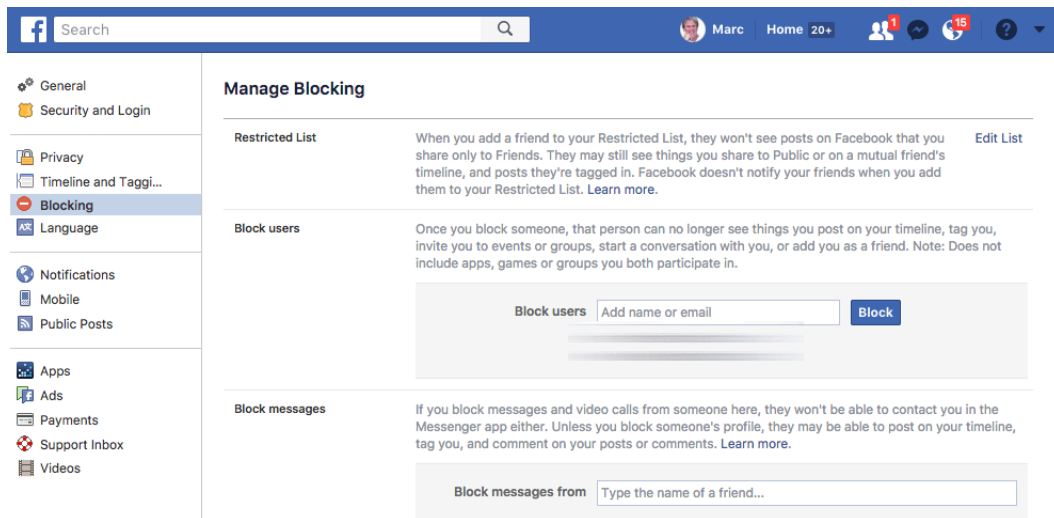 f Search Marc Home 20+ 1 15 ?
General
Security and Login
Privacy
Timeline and Taggi...
Blocking
Language
Notifications
Mobile
Public Posts
Apps
Ads
Payments
Support Inbox
Videos
Manage Blocking
Restricted List
When you add a friend to your Restricted List, they won't see posts on Facebook that you
share only to Friends. They may still see things you share to Public or on a mutual friend's
timeline, and posts they're tagged in. Facebook doesn't notify your friends when you add
them to your Restricted List. Learn more.
Edit List
Block users
Once you block someone, that person can no longer see things you post on your timeline, tag you,
invite you to events or groups, start a conversation with you, or add you as a friend. Note: Does not
include apps, games or groups you both participate in.
Block users Add name or email Block
Block messages
If you block messages and video calls from someone here, they won't be able to contact you in the
Messenger app either. Unless you block someone's profile, they may be able to post on your timeline,
tag you, and comment on your posts or comments. Learn more.
Block messages from Type the name of a friend...